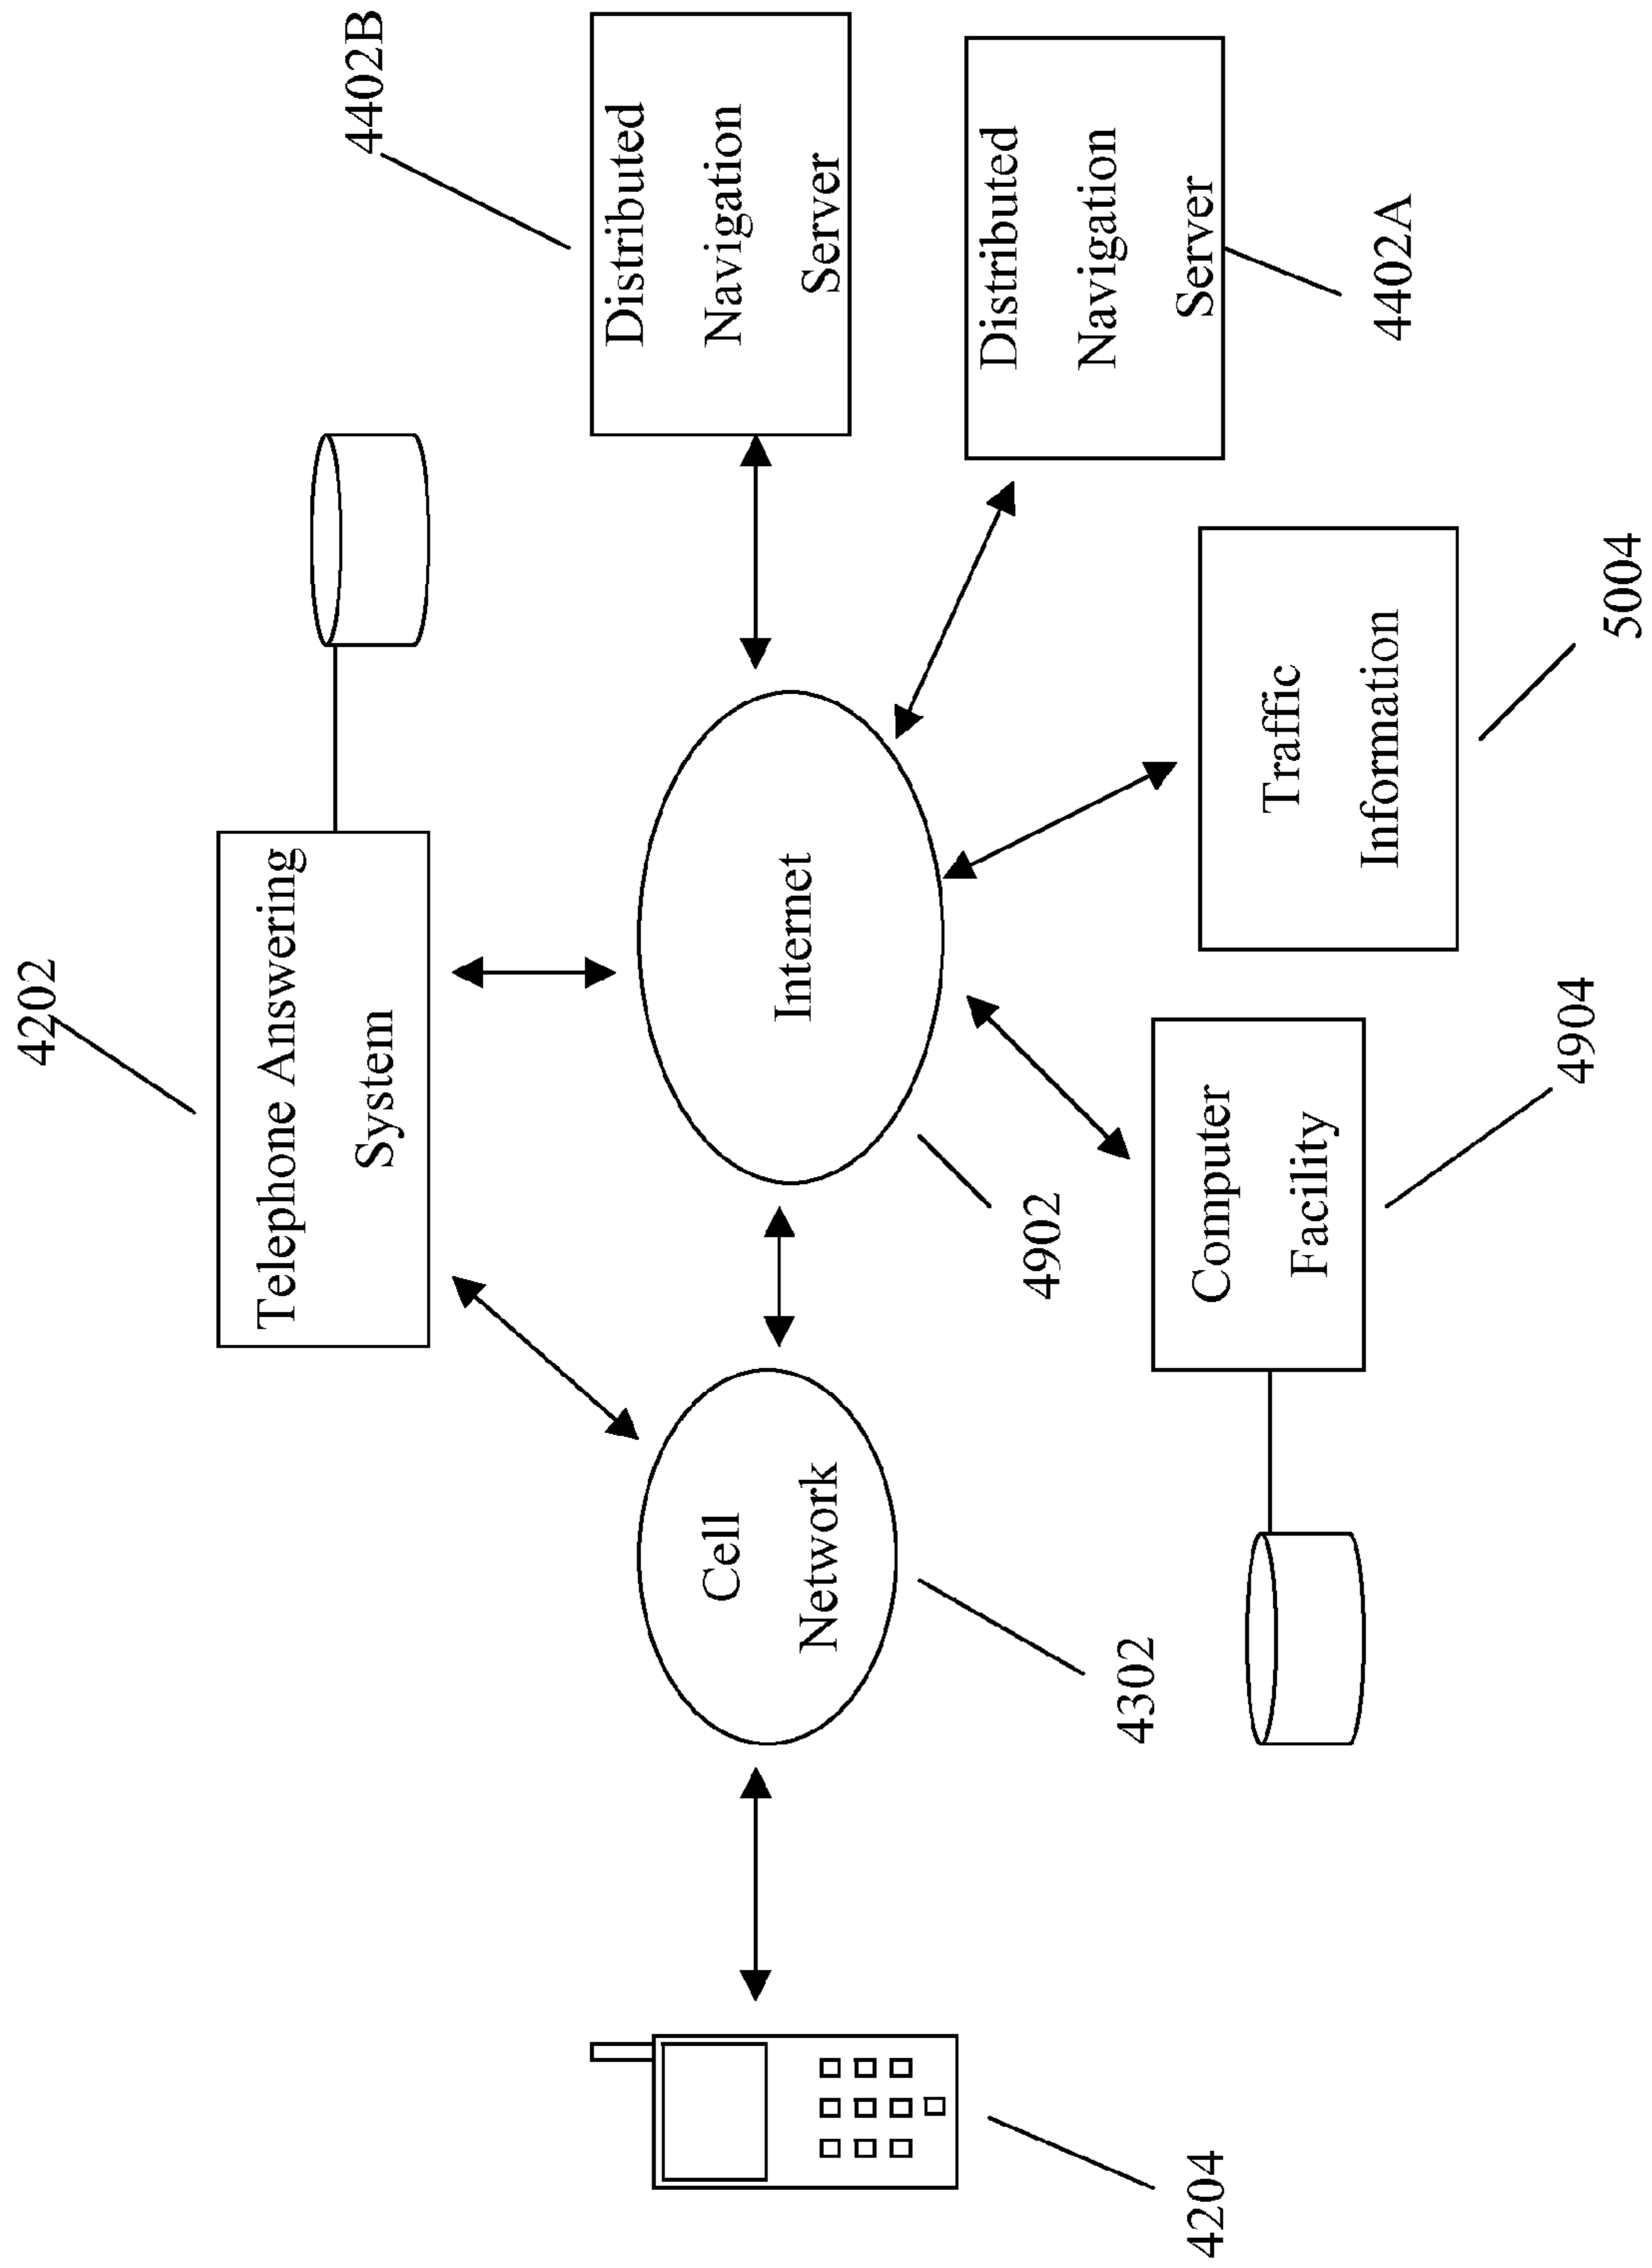 4202
Telephone Answering
System
4402B
Distributed
Navigation
Server
Cell
Network
Internet
Distributed
Navigation
Server
4402A
4204
4302
4902
Computer
Facility
Traffic
Information
4904
5004